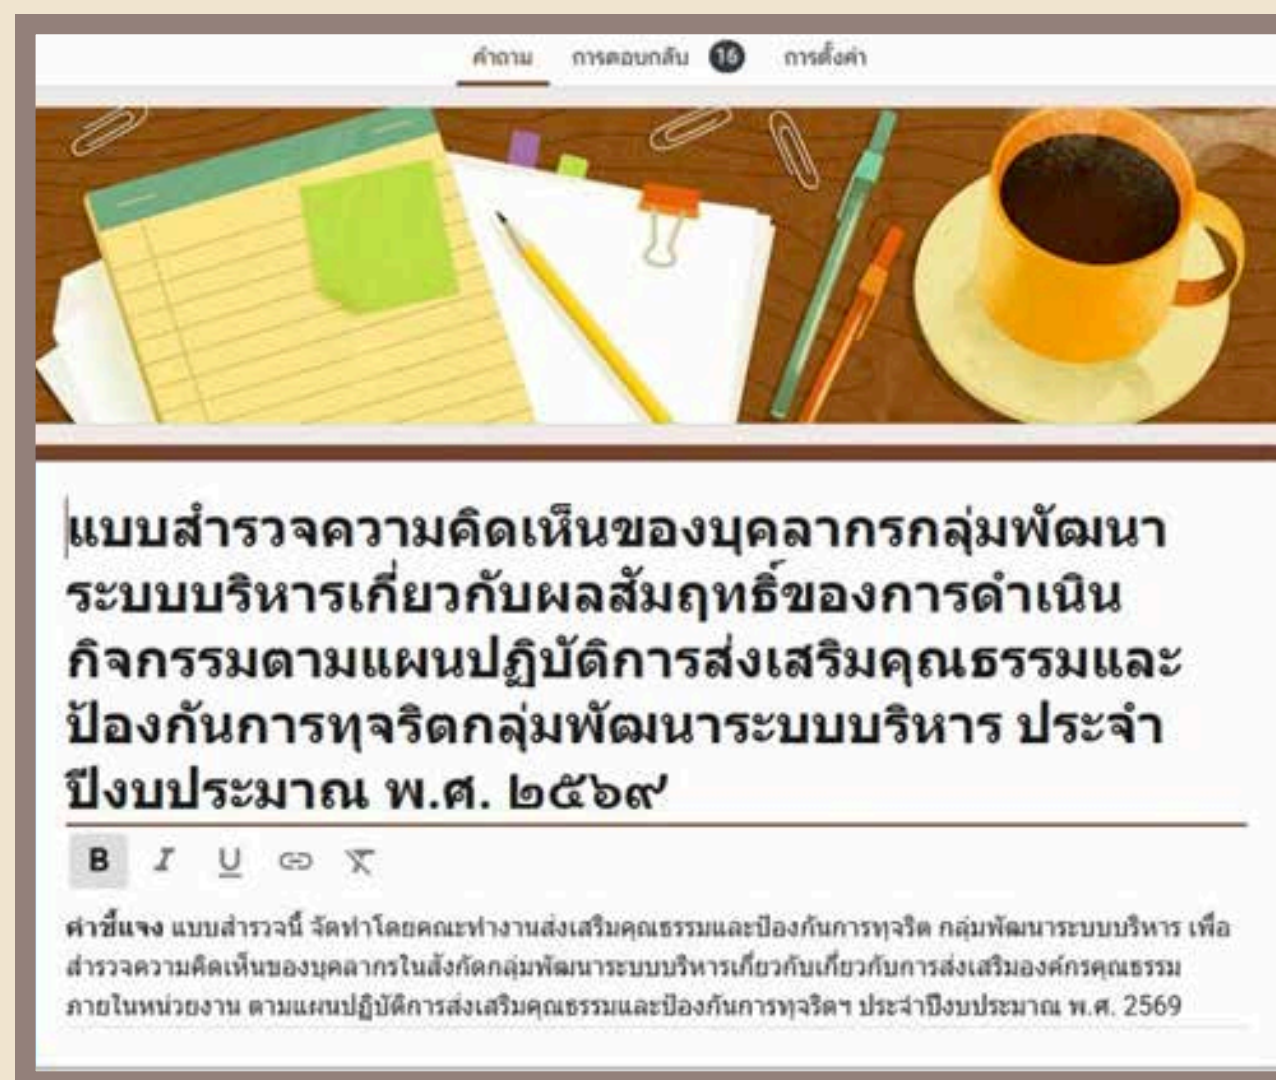 คำถาม การตอบกลับ 16 การตั้งค่า
แบบสำรวจความคิดเห็นของบุคลากรกลุ่มพัฒนา
ระบบบริหารเกี่ยวกับผลสัมฤทธิ์ของการดำเนิน
กิจกรรมตามแผนปฏิบัติการส่งเสริมคุณธรรมและ
ป้องกันการทุจริตกลุ่มพัฒนาระบบบริหาร ประจำ
ปีงบประมาณ พ.ศ. ๒๕๖๙
B I U
คำชี้แจง แบบสำรวจนี้ จัดทำโดยคณะทำงานส่งเสริมคุณธรรมและป้องกันการทุจริต กลุ่มพัฒนาระบบบริหาร เพื่อ
สำรวจความคิดเห็นของบุคลากรในสังกัดกลุ่มพัฒนาระบบบริหารเกี่ยวกับเกี่ยวกับการส่งเสริมองค์กรคุณธรรม
ภายในหน่วยงาน ตามแผนปฏิบัติการส่งเสริมคุณธรรมและป้องกันการทุจริตฯ ประจำปีงบประมาณ พ.ศ. 2569